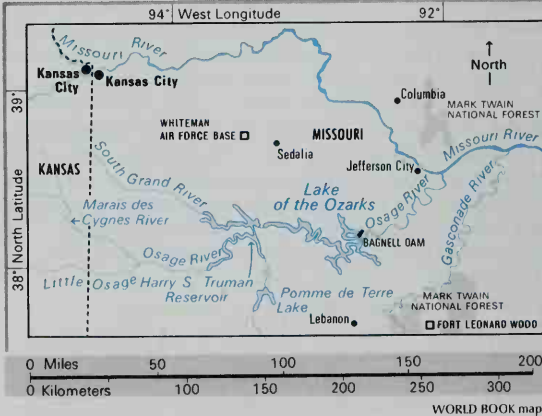 94° West Longitude 92°
Missouri River
North
Kansas
City
Kansas City
39°
Columbia
MARK TWAIN
NATIONAL FOREST
WHITEMAN
AIR FORCE BASE
MISSOURI
Sedalia
Missouri River
Jefferson City
KANSAS
South Grand River
Lake
of the Ozarks
Osage River
Gasconade River
Marais des
Cygnes River
BAGNELL DAM
Osage River
38° North Latitude
Little Osage
Harry S. Truman
Reservoir
Pomme de Terre
Lake
MARK TWAIN
NATIONAL FOREST
Lebanon
FORT LEONARD WOOD
0 Miles 50 100 150 200
0 Kilometers 100 150 200 250 300
WORLD BOOK map